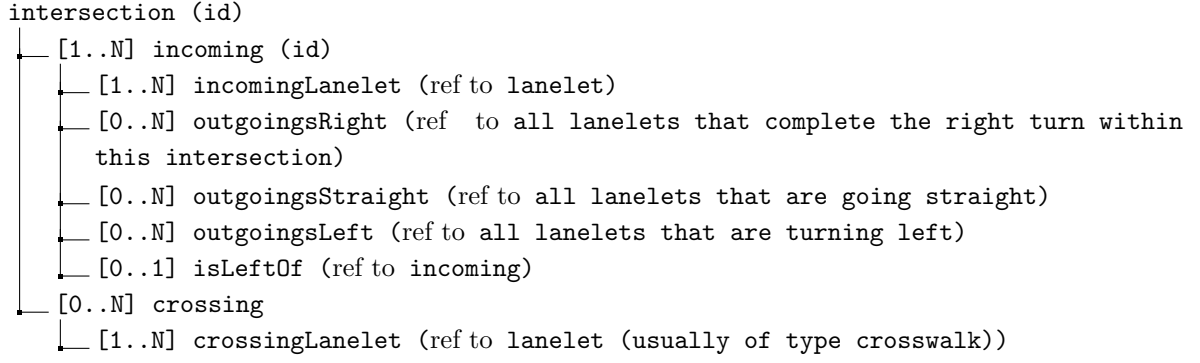 intersection (id)
[1..N] incoming (id)
[1..N] incomingLanelet (ref to lanelet)
[0..N] outgoingsRight (ref to all lanelets that complete the right turn within
this intersection)
[0..N] outgoingsStraight (ref to all lanelets that are going straight)
[0..N] outgoingsLeft (ref to all lanelets that are turning left)
[0..1] isLeftOf (ref to incoming)
[0..N] crossing
[1..N] crossingLanelet (ref to lanelet (usually of type crosswalk))